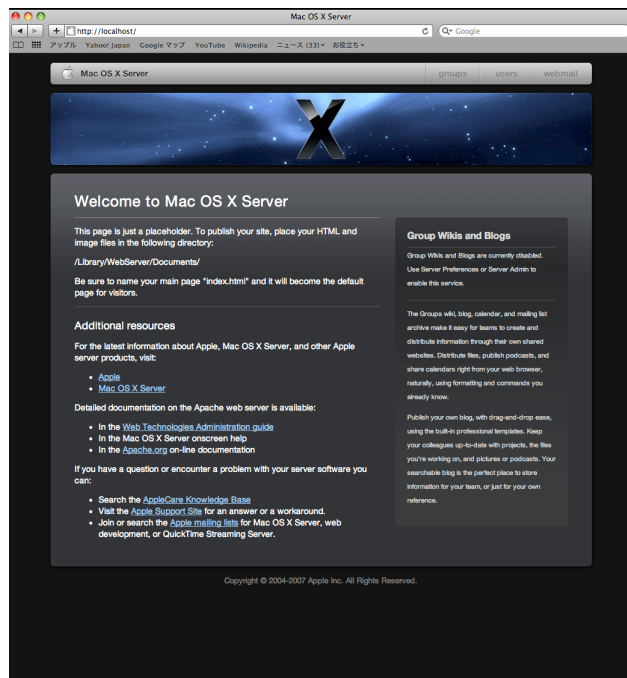 Mac OS X Server
http://localhost/
Google
アップル Yahoo! Japan Google マップ YouTube Wikipedia ニュース (33) お役立ち
Mac OS X Server
groups users webmail
X
Welcome to Mac OS X Server
This page is just a placeholder. To publish your site, place your HTML and
image files in the following directory:
/Library/WebServer/Documents/
Be sure to name your main page "index.html" and it will become the default
page for visitors.
Additional resources
For the latest information about Apple, Mac OS X Server, and other Apple
server products, visit:
• Apple
• Mac OS X Server
Detailed documentation on the Apache web server is available:
• In the Web Technologies Administration guide
• In the Mac OS X Server onscreen help
• In the Apache.org on-line documentation
If you have a question or encounter a problem with your server software you
can:
• Search the AppleCare Knowledge Base
• Visit the Apple Support Site for an answer or a workaround.
• Join or search the Apple mailing lists for Mac OS X Server, web
development, or QuickTime Streaming Server.
Group Wikis and Blogs
Group Wikis and Blogs are currently disabled.
Use Server Preferences or Server Admin to
enable this service.
The Groups wiki, blog, calendar, and mailing list
archive make it easy for teams to create and
distribute information through their own shared
websites. Distribute files, publish podcasts, and
share calendars right from your web browser,
naturally, using formatting and commands you
already know.
Publish your own blog, with drag-and-drop ease,
using the built-in professional templates. Keep
your colleagues up-to-date with projects, the files
you're working on, and pictures or podcasts. Your
searchable blog is the perfect place to store
information for your team, or just for your own
reference.
Copyright © 2004-2007 Apple Inc. All Rights Reserved.